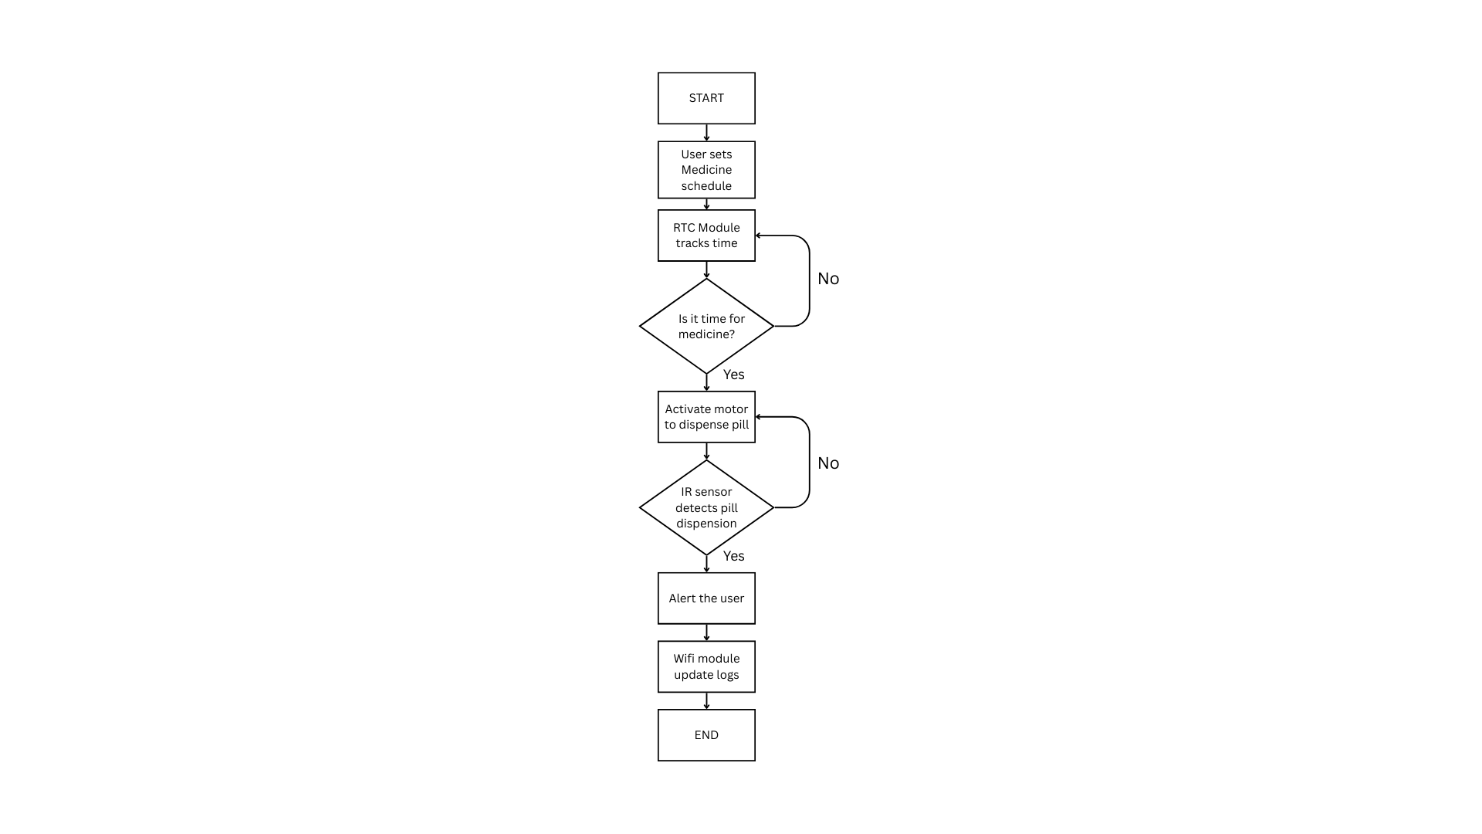 START
User sets
Medicine
schedule
RTC Module
tracks time
No
Is it time for
medicine?
Yes
Activate motor
to dispense pill
No
IR sensor
detects pill
dispension
Yes
Alert the user
Wifi module
update logs
END